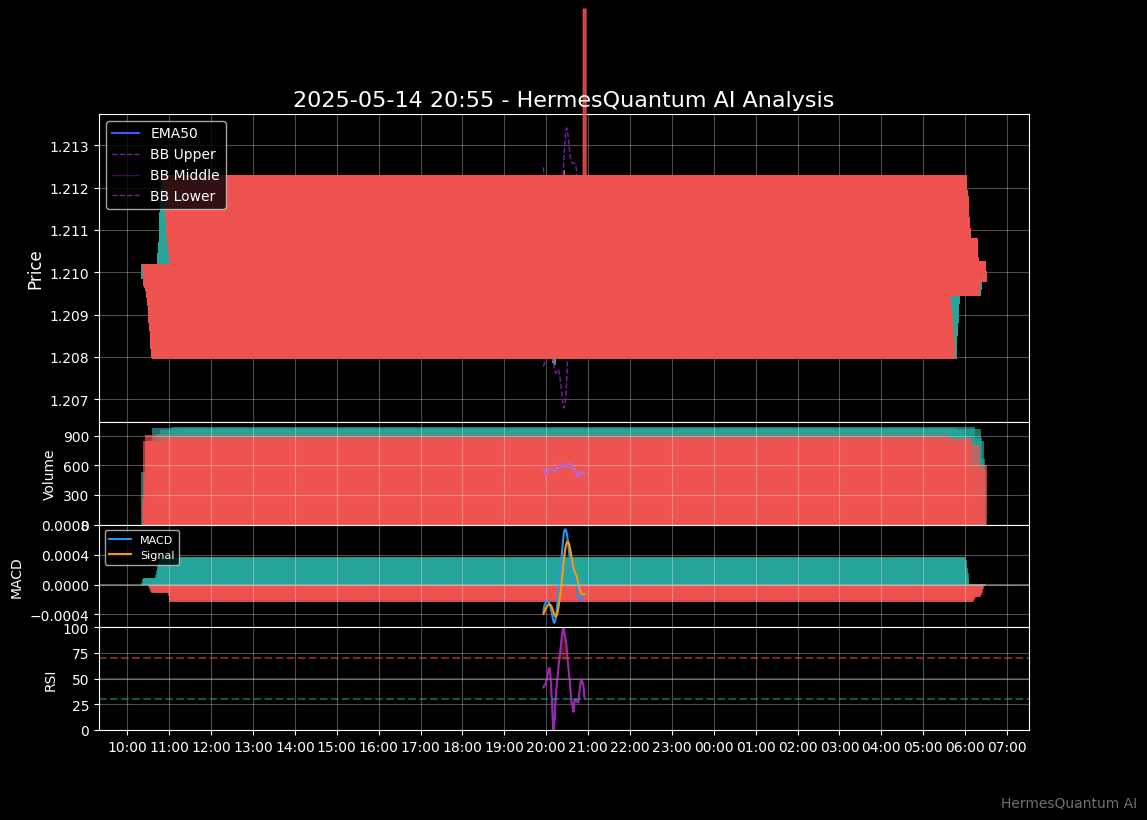 2025-05-14 20:55 - HermesQuantum AI Analysis
EMA50
BB Upper
BB Middle
BB Lower
Price
1.213
1.212
1.211
1.210
1.209
1.208
1.207
Volume
900
600
300
0
MACD
Signal
MACD
0.0008
0.0004
0.0000
−0.0004
RSI
100
75
50
25
0
10:00 11:00 12:00 13:00 14:00 15:00 16:00 17:00 18:00 19:00 20:00 21:00 22:00 23:00 00:00 01:00 02:00 03:00 04:00 05:00 06:00 07:00
HermesQuantum AI